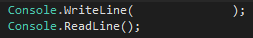 Console.WriteLine( );
Console.ReadLine();